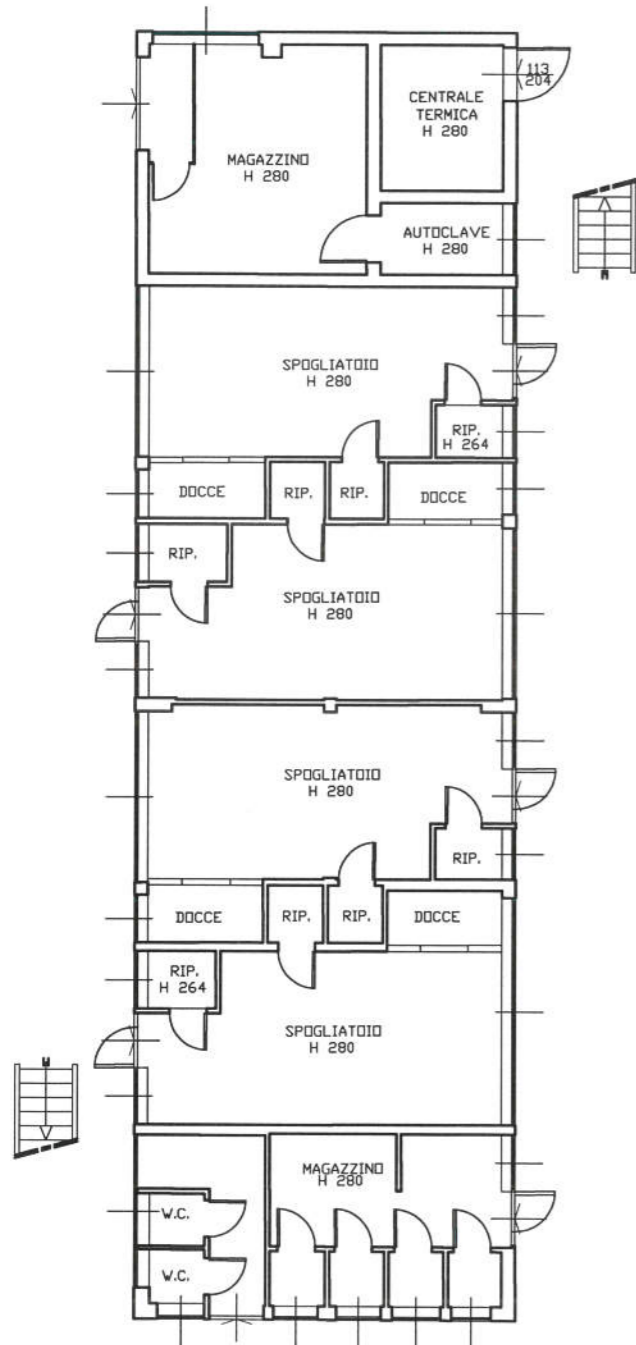 113
204
CENTRALE
TERMICA
H 280
MAGAZZINO
H 280
AUTOCLAVE
H 280
SPOGLIATOIO
H 280
RIP.
H 264
DOCCE
RIP.
RIP.
DOCCE
RIP.
SPOGLIATOIO
H 280
SPOGLIATOIO
H 280
RIP.
DOCCE
RIP.
RIP.
DOCCE
RIP.
H 264
SPOGLIATOIO
H 280
MAGAZZINO
H 280
W.C.
W.C.